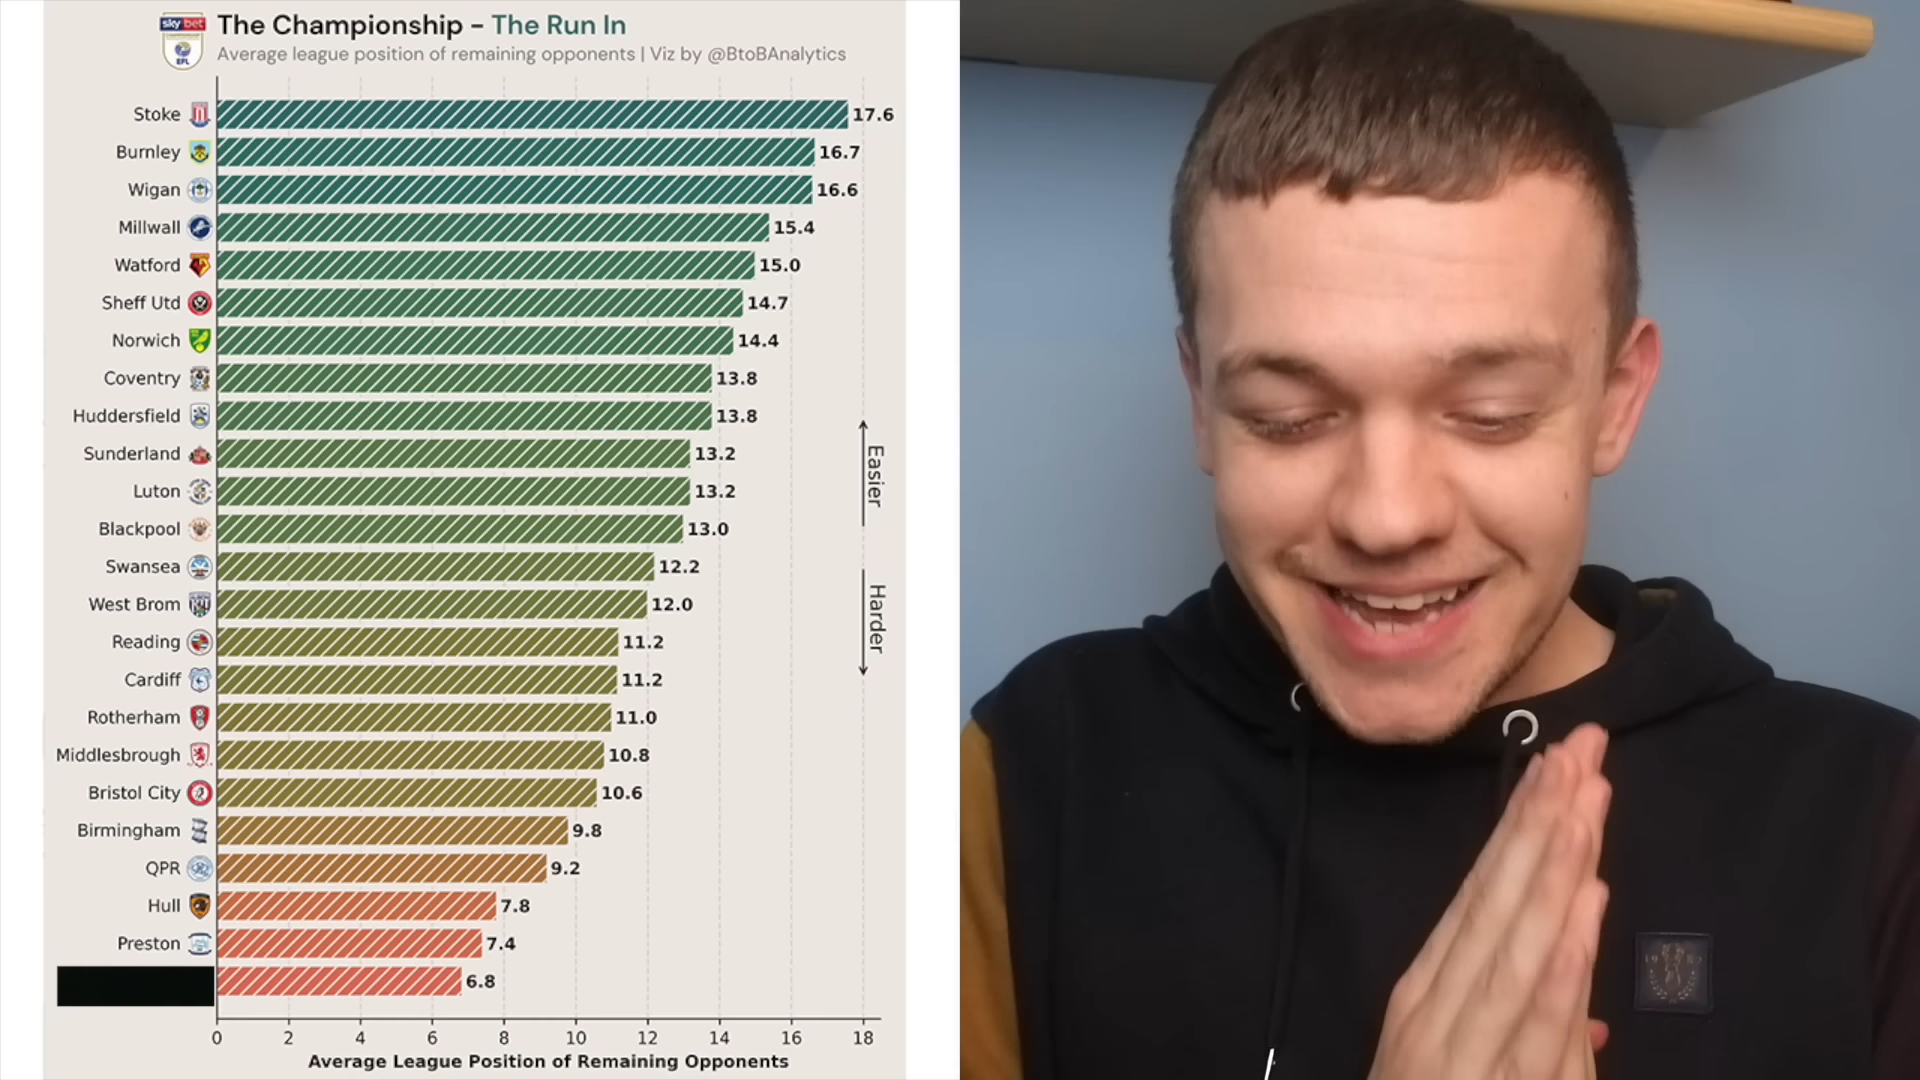 sky bet
EFL
The Championship – The Run In
Average league position of remaining opponents | Viz by @BtoBAnalytics
Stoke 17.6
Burnley 16.7
Wigan 16.6
Millwall 15.4
Watford 15.0
Sheff Utd 14.7
Norwich 14.4
Coventry 13.8
Huddersfield 13.8
Sunderland 13.2
Luton 13.2
Blackpool 13.0
Swansea 12.2
West Brom 12.0
Reading 11.2
Cardiff 11.2
Rotherham 11.0
Middlesbrough 10.8
Bristol City 10.6
Birmingham 9.8
QPR 9.2
Hull 7.8
Preston 7.4
6.8
Easier
Harder
0 2 4 6 8 10 12 14 16 18
Average League Position of Remaining Opponents